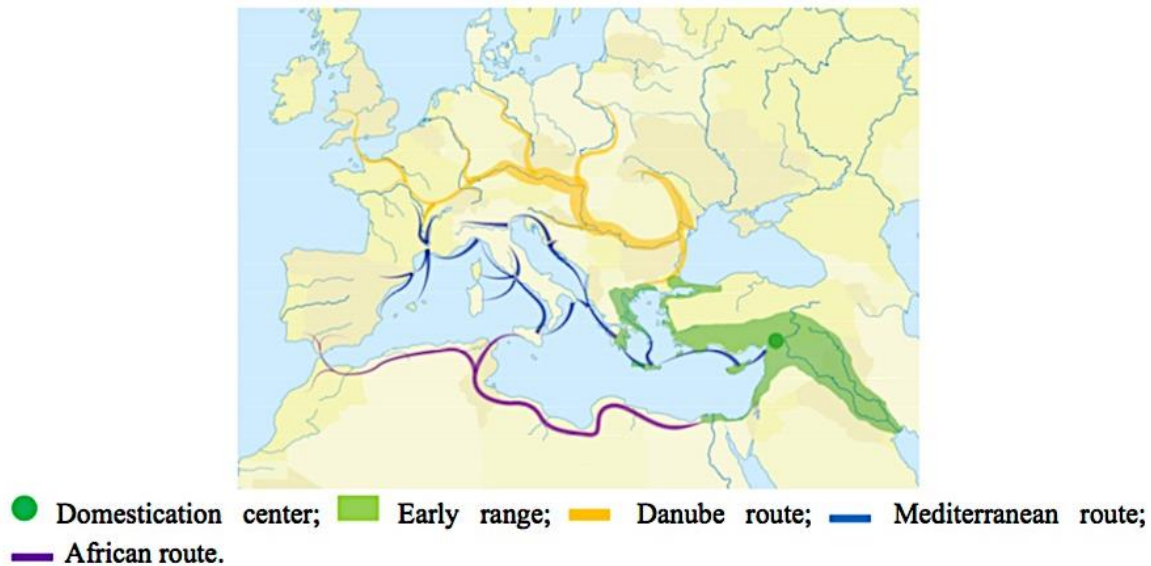 Domestication center; Early range; Danube route; Mediterranean route;
African route.